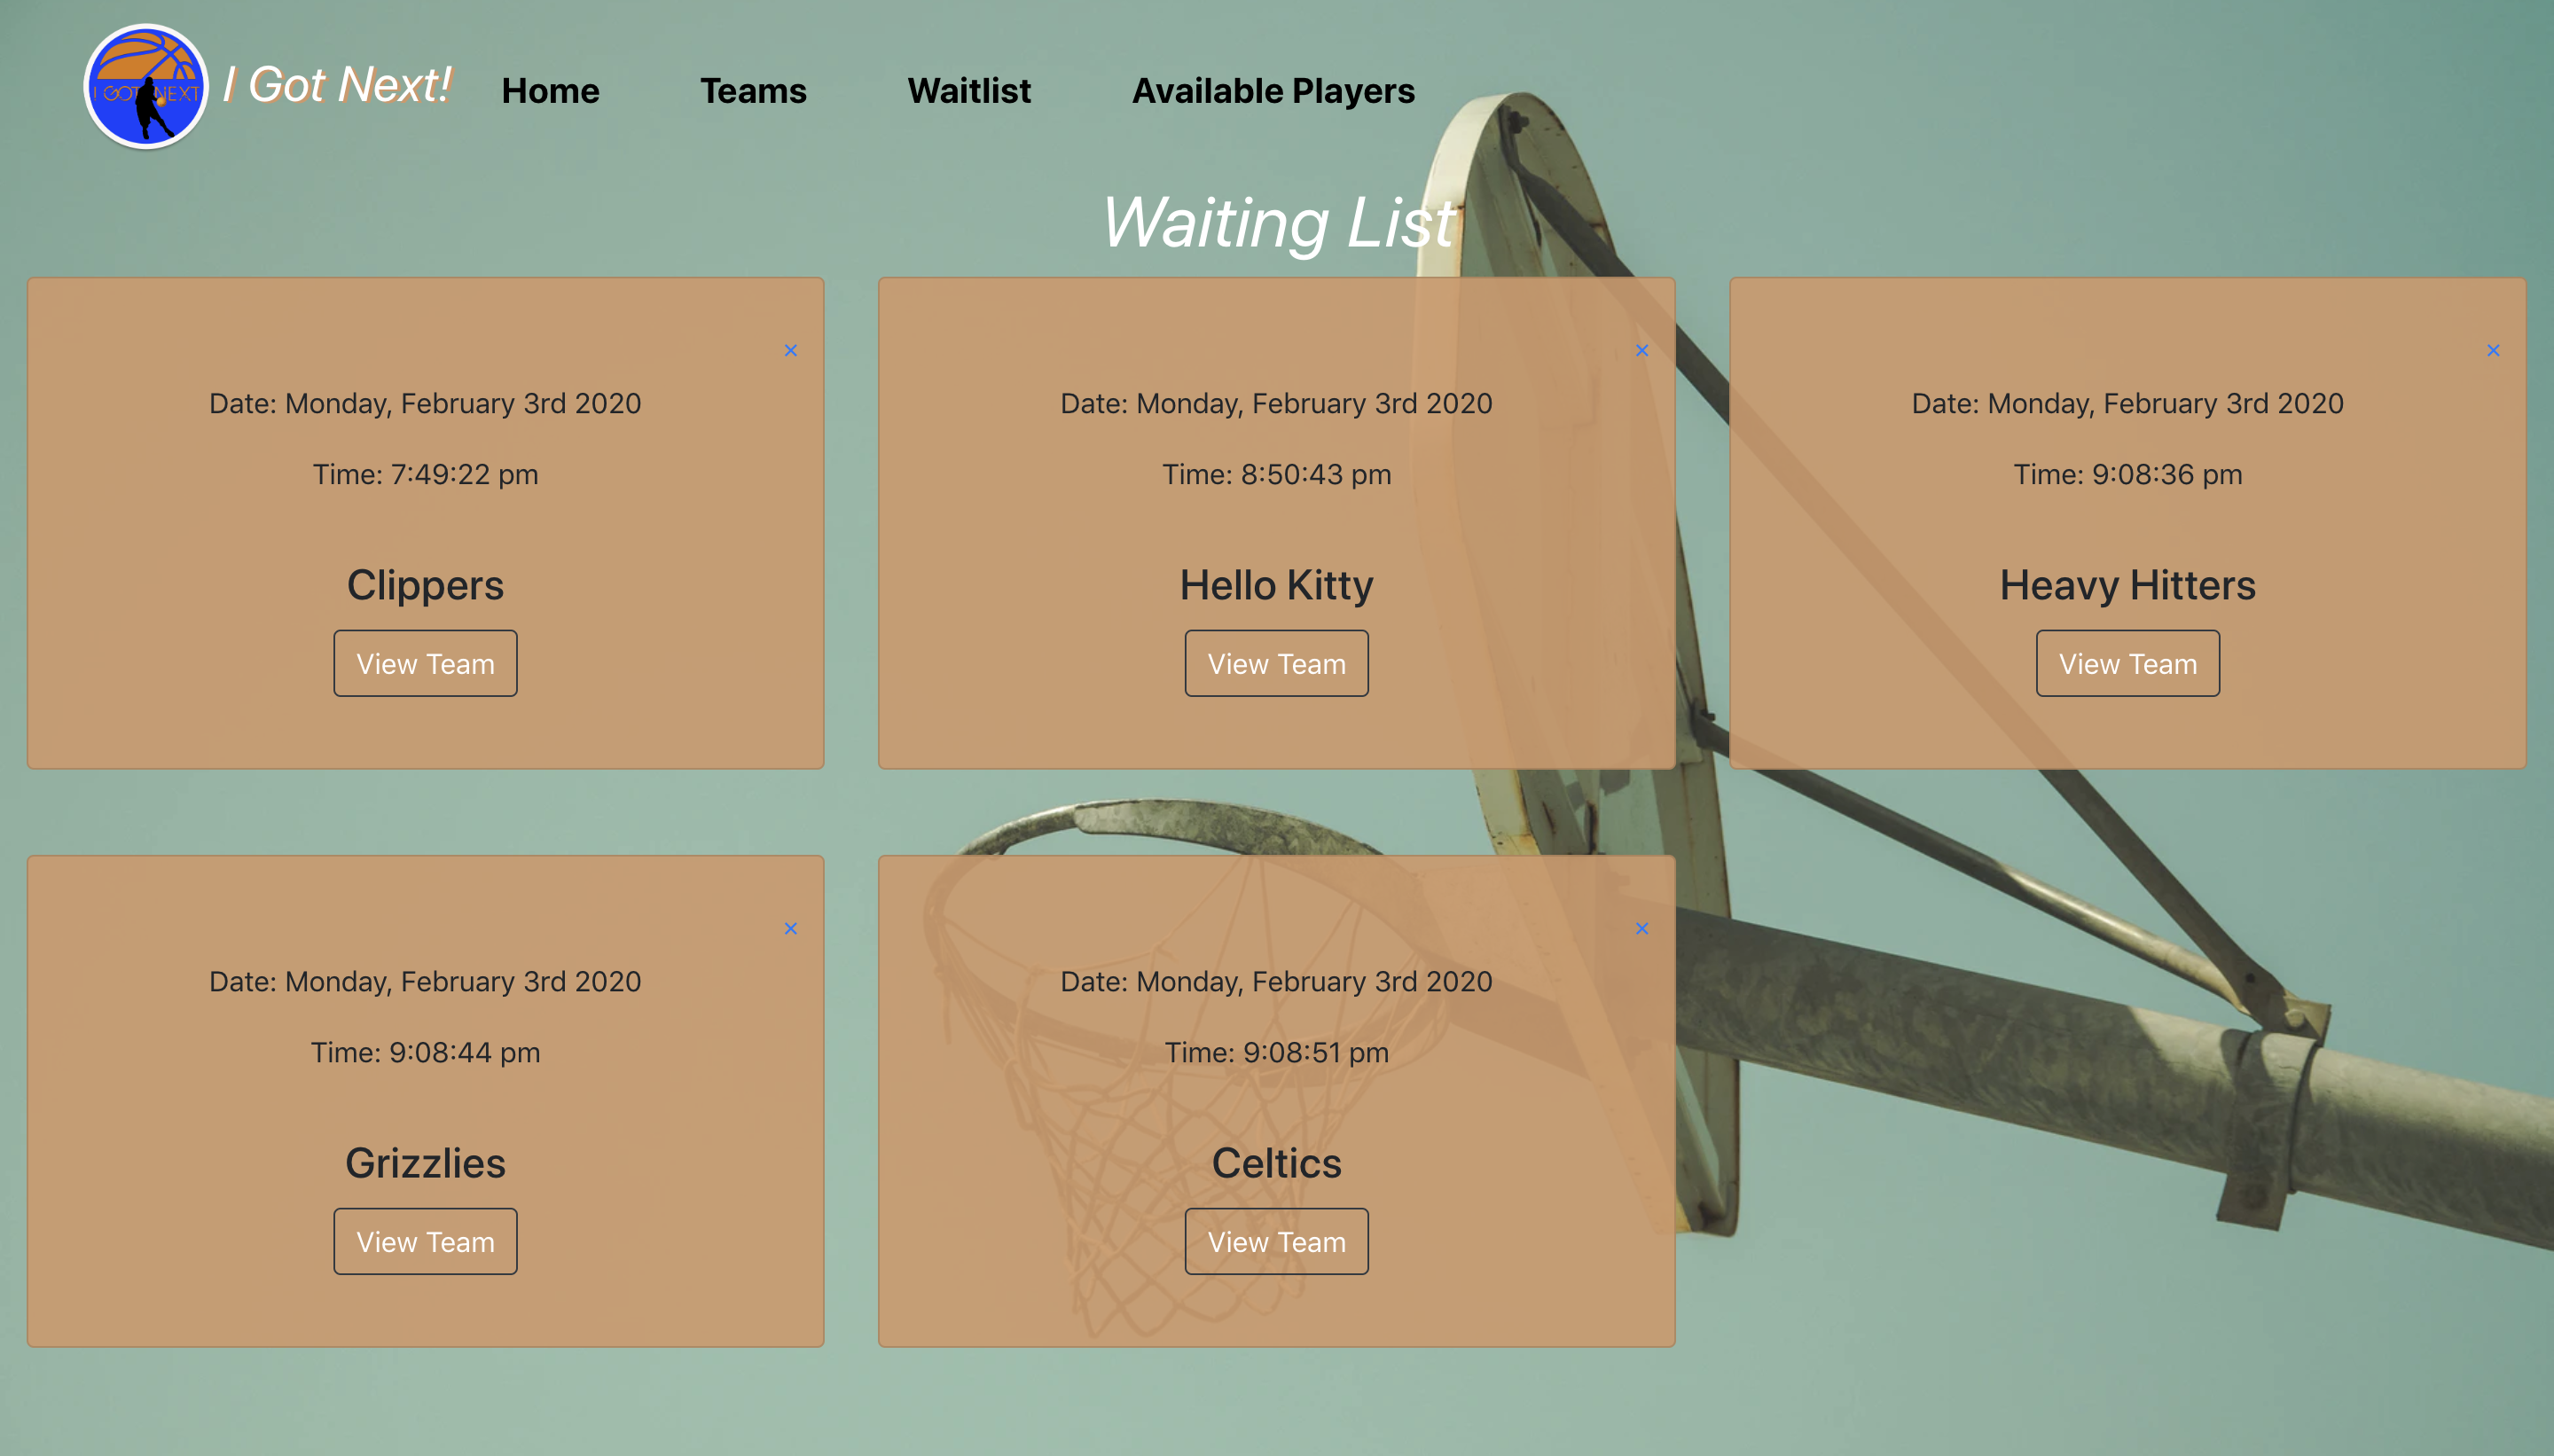 I GOT NEXT
I Got Next!
Home
Teams
Waitlist
Available Players
Waiting List
×
Date: Monday, February 3rd 2020
Time: 7:49:22 pm
Clippers
View Team
×
Date: Monday, February 3rd 2020
Time: 8:50:43 pm
Hello Kitty
View Team
×
Date: Monday, February 3rd 2020
Time: 9:08:36 pm
Heavy Hitters
View Team
×
Date: Monday, February 3rd 2020
Time: 9:08:44 pm
Grizzlies
View Team
×
Date: Monday, February 3rd 2020
Time: 9:08:51 pm
Celtics
View Team